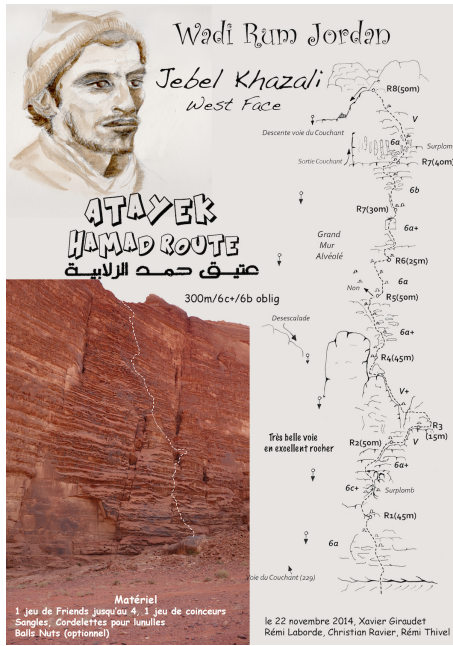 Wadi Rum Jordan
Jebel Khazali
West Face
R8(50m)
V
Descente voie du Couchant
6a
Surplom
Sortie Couchant
R7(40m)
6b
R7(30m)
ATAYEK
HAMAD ROUTE
عتيق حمد الزلابية
6a+
Grand
Mur
Alvéolé
R6(25m)
6a
Non
R5(50m)
300m/6c+/6b oblig
Desescalade
6a+
R4(45m)
V+
R3
(15m)
Très belle voie
en excellent rocher
R2(50m)
V
6a+
6c+
Surplomb
R1(45m)
6a
Voie du Couchant (229)
Matériel
1 jeu de Friends jusqu'au 4, 1 jeu de coinceurs
Sangles, Cordelettes pour lunulles
Balls Nuts (optionnel)
le 22 novembre 2014, Xavier Giraudet
Rémi Laborde, Christian Ravier, Rémi Thivel